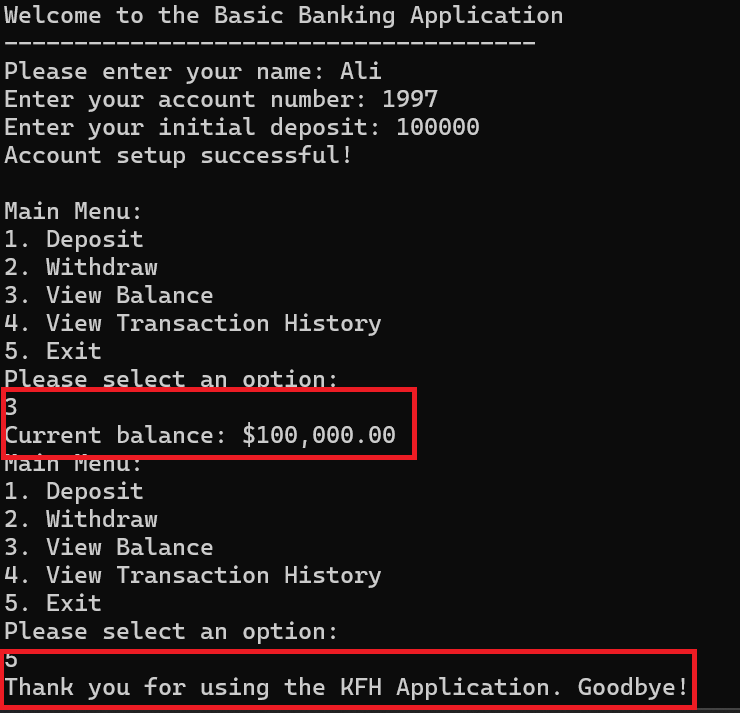 Welcome to the Basic Banking Application
--------------------------------------
Please enter your name: Ali
Enter your account number: 1997
Enter your initial deposit: 100000
Account setup successful!
Main Menu:
1. Deposit
2. Withdraw
3. View Balance
4. View Transaction History
5. Exit
Please select an option:
3
Current balance: $100,000.00
Main Menu:
1. Deposit
2. Withdraw
3. View Balance
4. View Transaction History
5. Exit
Please select an option:
5
Thank you for using the KFH Application. Goodbye!